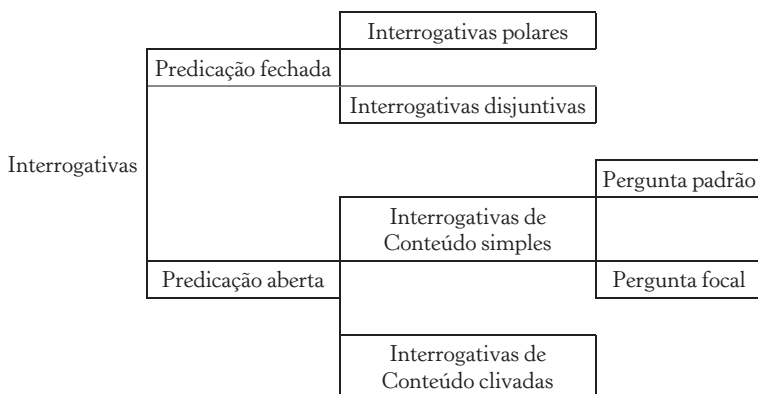 Interrogativas polares
Predicação fechada
Interrogativas disjuntivas
Interrogativas
Pergunta padrão
Interrogativas de
Conteúdo simples
Predicação aberta
Pergunta focal
Interrogativas de
Conteúdo clivadas